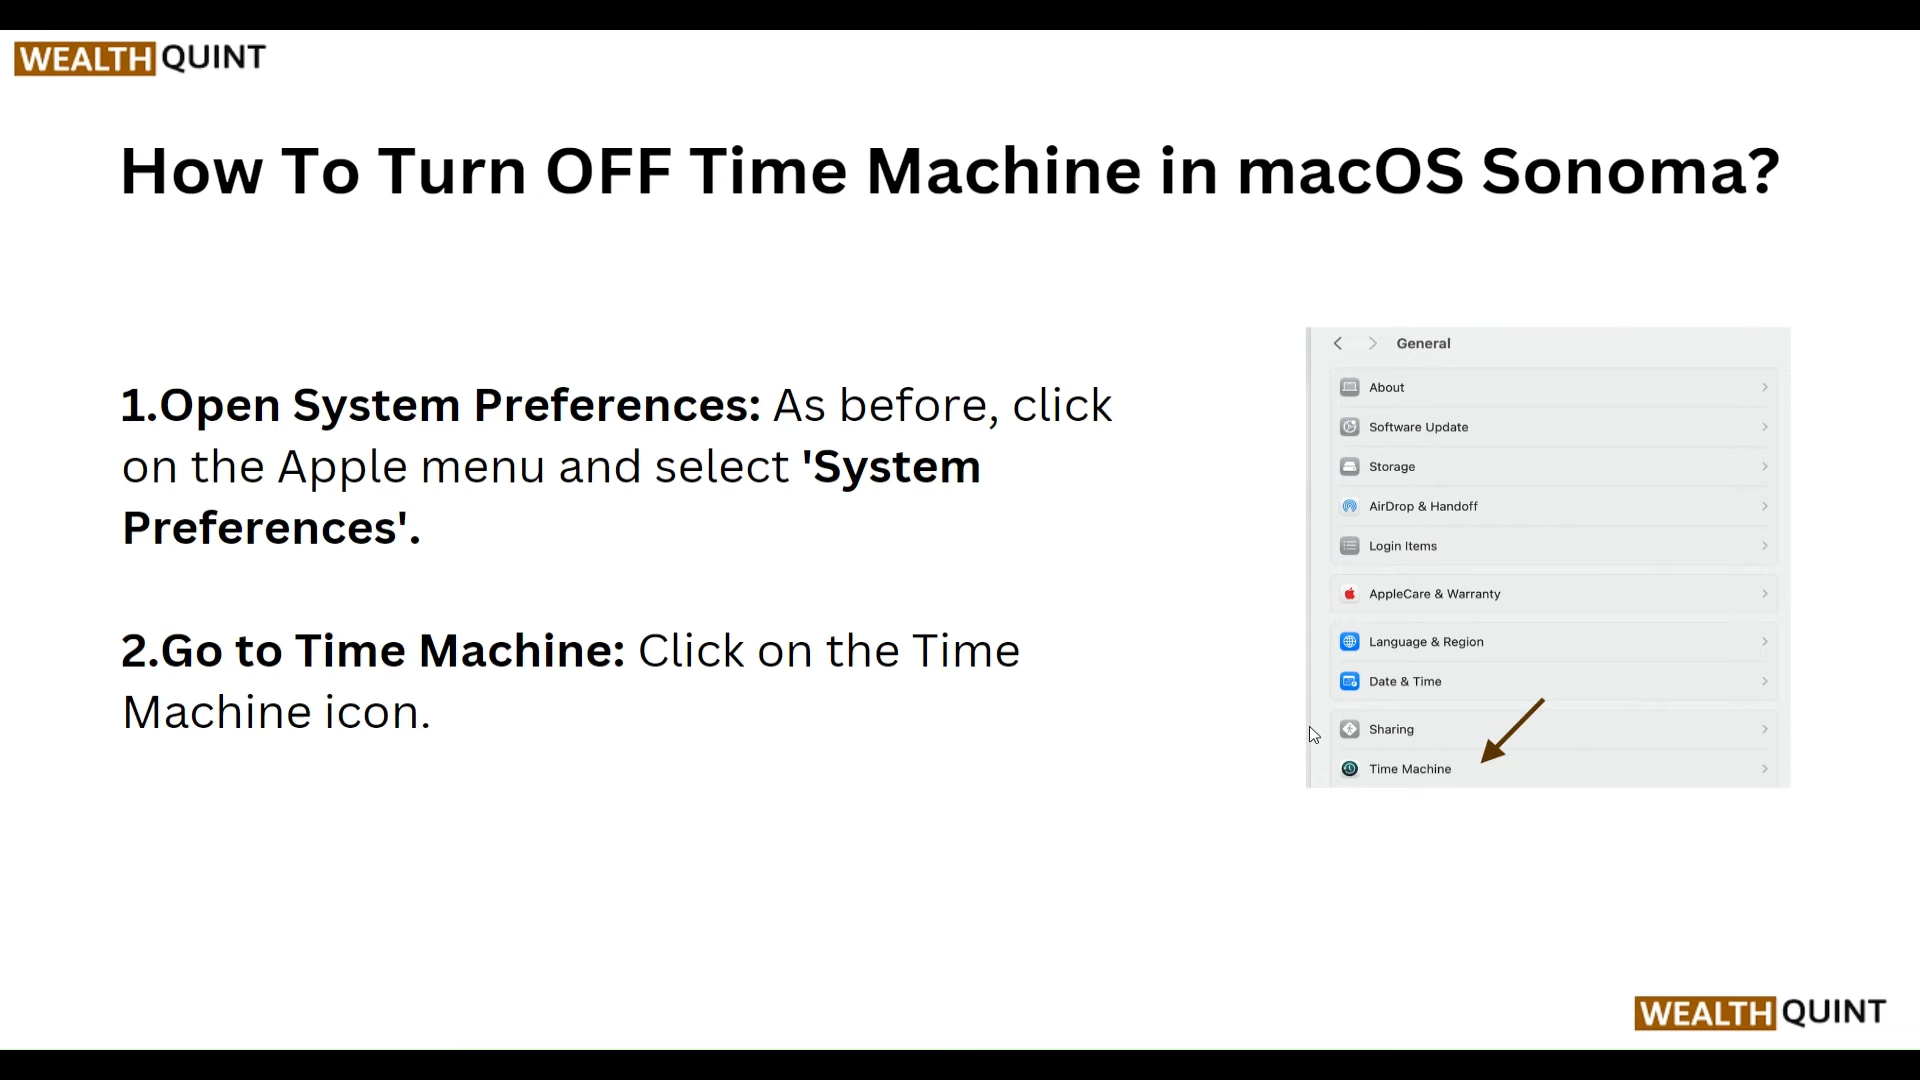 WEALTH QUINT
How To Turn OFF Time Machine in macOS Sonoma?
1.Open System Preferences: As before, click
on the Apple menu and select 'System
Preferences'.
2.Go to Time Machine: Click on the Time
Machine icon.
General
About
Software Update
Storage
AirDrop & Handoff
Login Items
AppleCare & Warranty
Language & Region
Date & Time
Sharing
Time Machine
WEALTH QUINT